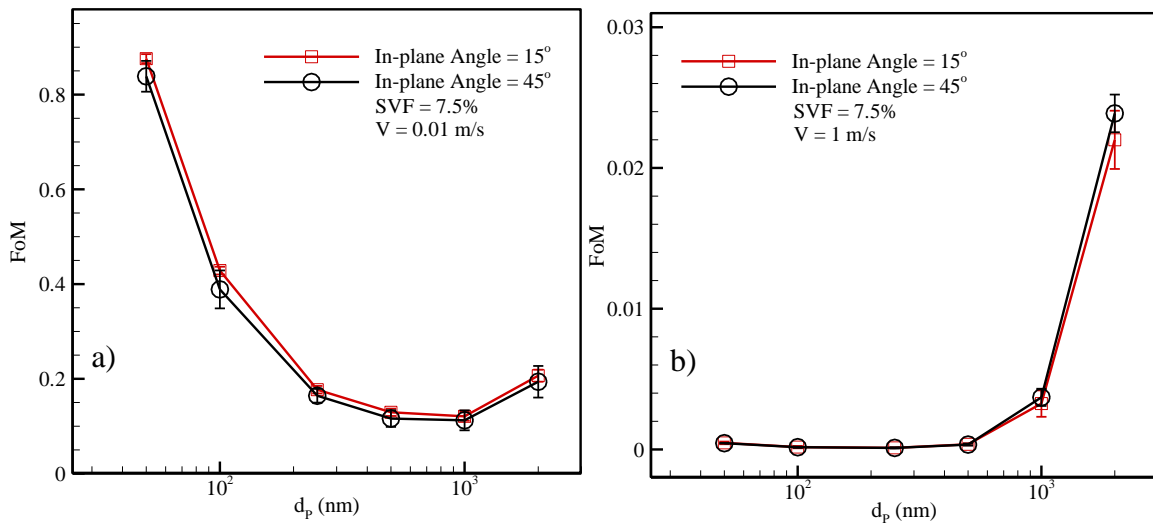 FoM
0.8
0.6
0.4
0.2
0
In-plane Angle = 15°
In-plane Angle = 45°
SVF = 7.5%
V = 0.01 m/s
a)
10²
10³
dₚ (nm)
FoM
0.03
0.02
0.01
0
In-plane Angle = 15°
In-plane Angle = 45°
SVF = 7.5%
V = 1 m/s
b)
10²
10³
dₚ (nm)